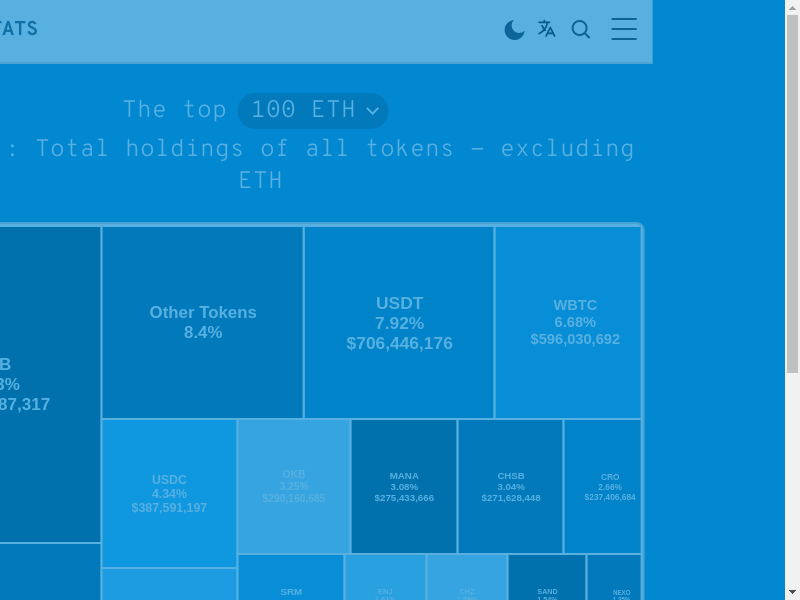 TATS
The top 100 ETH
: Total holdings of all tokens – excluding
ETH
Other Tokens
8.4%
USDT
7.92%
$706,446,176
WBTC
6.68%
$596,030,692
B
3%
87,317
USDC
4.34%
$387,591,197
OKB
3.25%
$290,160,685
MANA
3.08%
$275,433,666
CHSB
3.04%
$271,628,448
CRO
2.66%
$237,406,684
SRM
ENJ
CHZ
SAND
NEXO